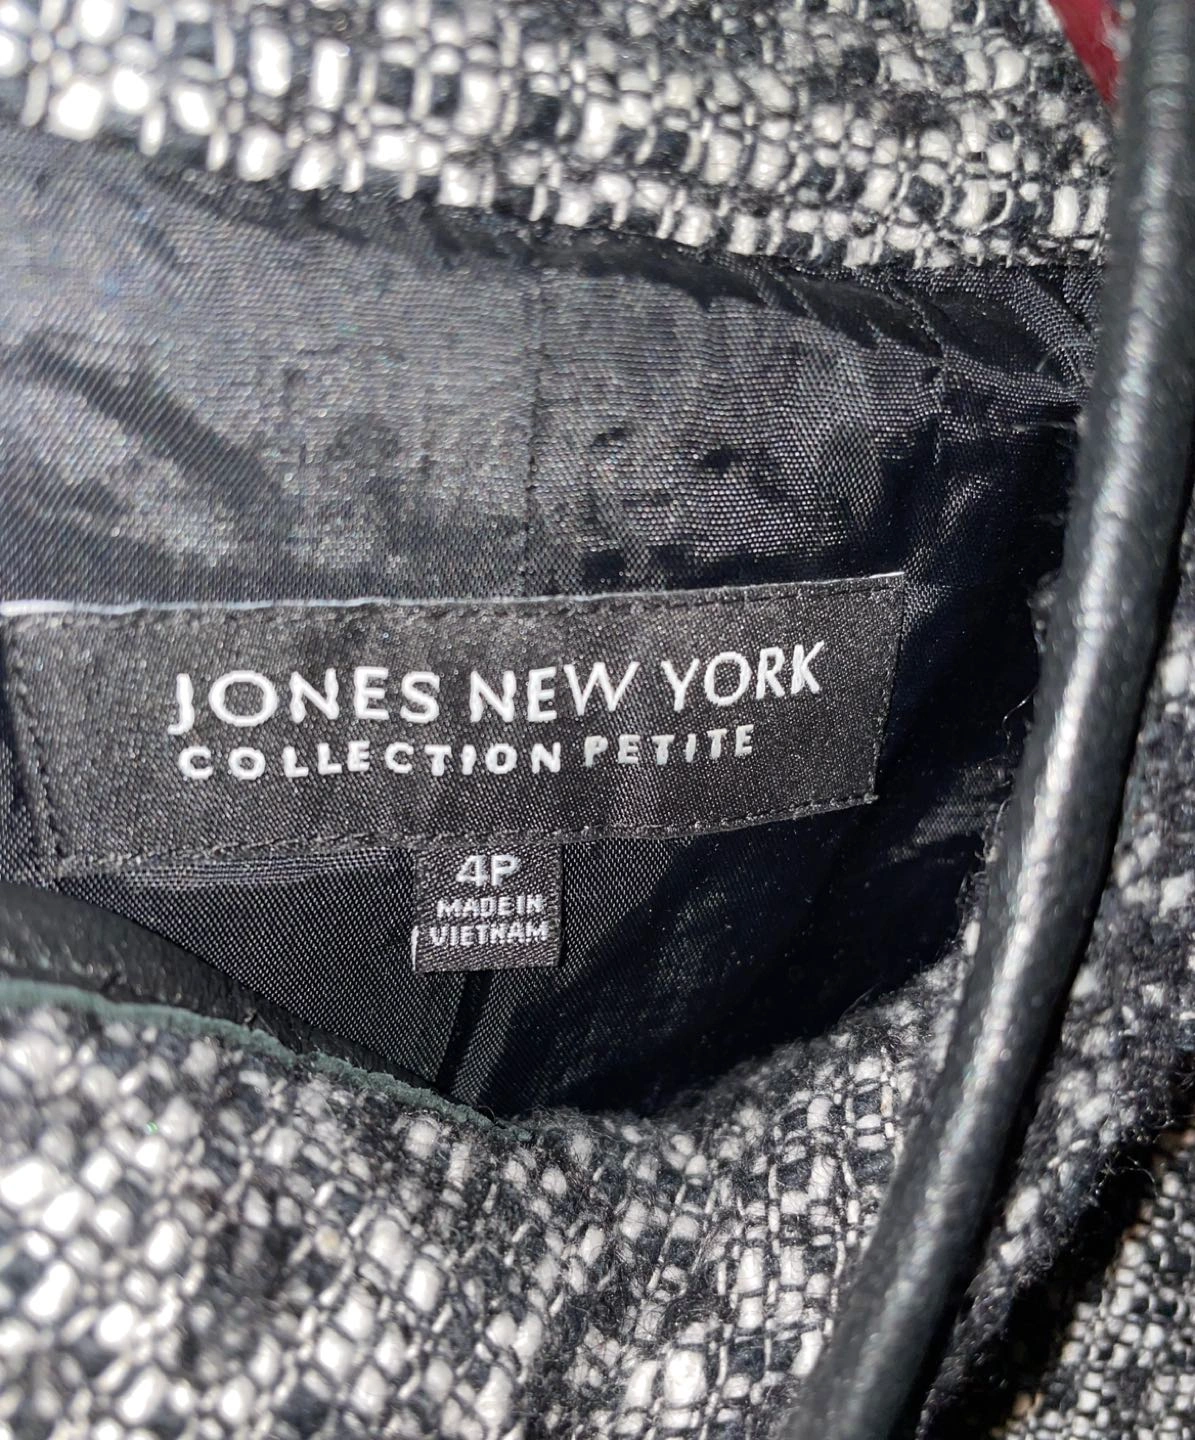 JONES NEW YORK
COLLECTION PETITE
4P
MADE IN
VIETNAM